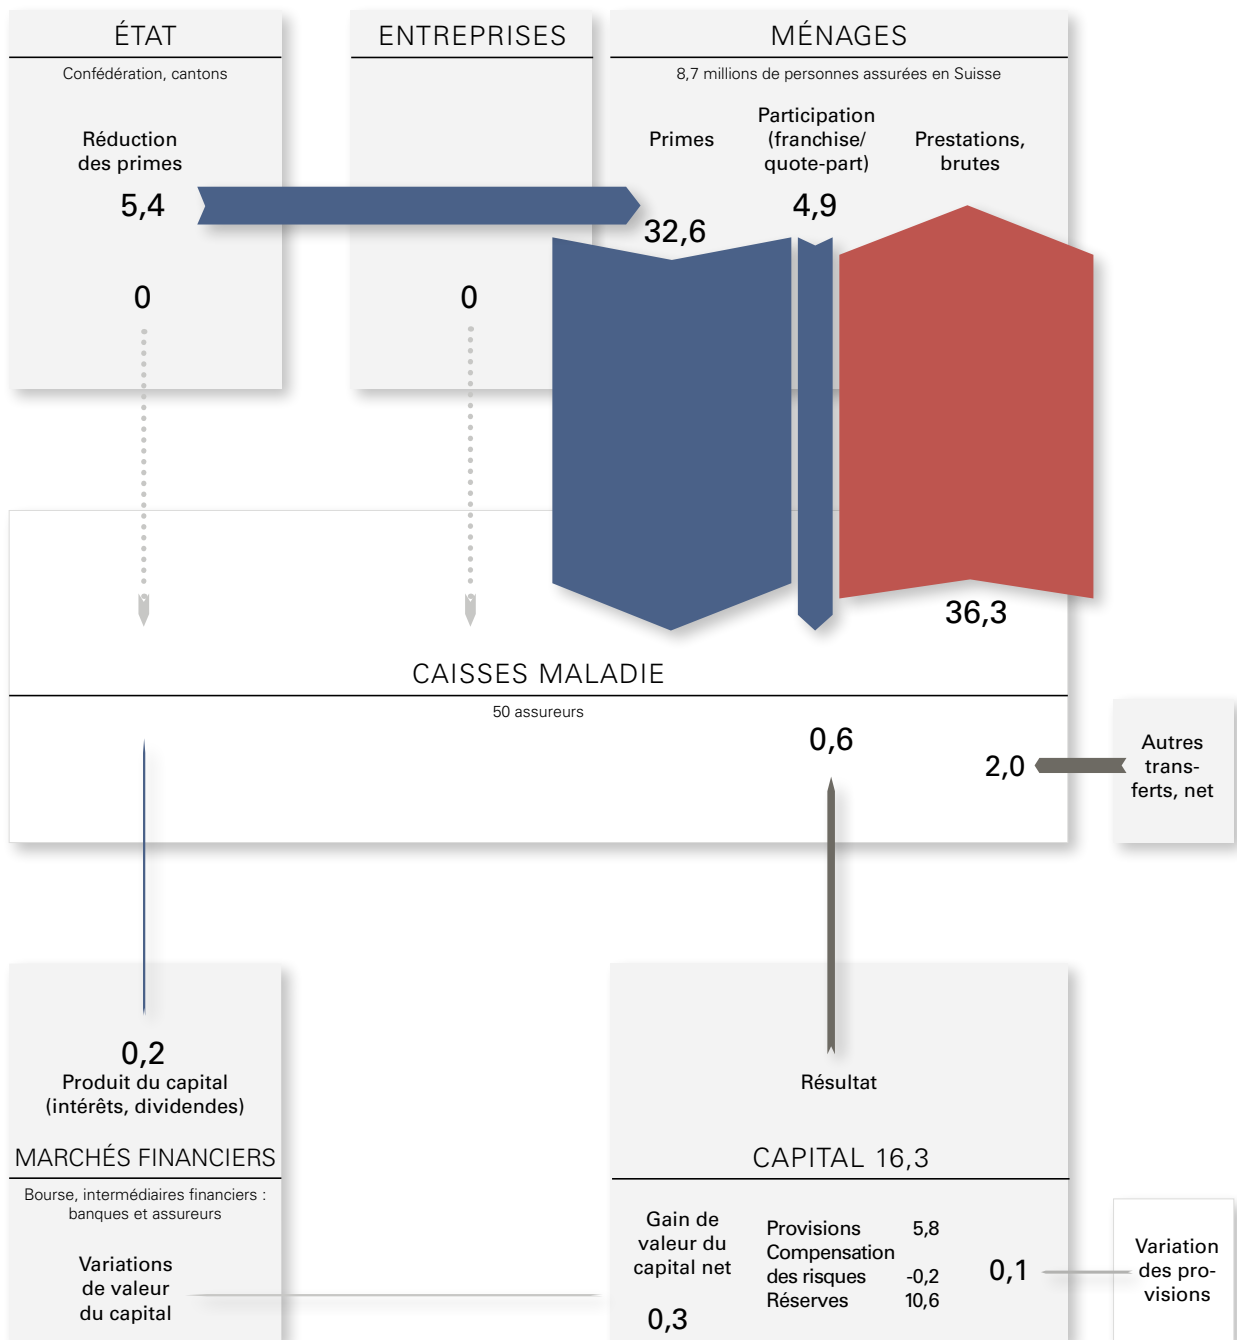 ÉTAT
Confédération, cantons
Réduction
des primes
5,4
0
ENTREPRISES
0
MÉNAGES
8,7 millions de personnes assurées en Suisse
Primes
32,6
Participation
(franchise/
quote-part)
4,9
Prestations,
brutes
36,3
CAISSES MALADIE
50 assureurs
0,6
2,0
Autres
trans-
ferts, net
0,2
Produit du capital
(intérêts, dividendes)
MARCHÉS FINANCIERS
Bourse, intermédiaires financiers :
banques et assureurs
Variations
de valeur
du capital
Résultat
CAPITAL 16,3
Gain de
valeur du
capital net
0,3
Provisions 5,8
Compensation
des risques -0,2
Réserves 10,6
0,1
Variation
des pro-
visions